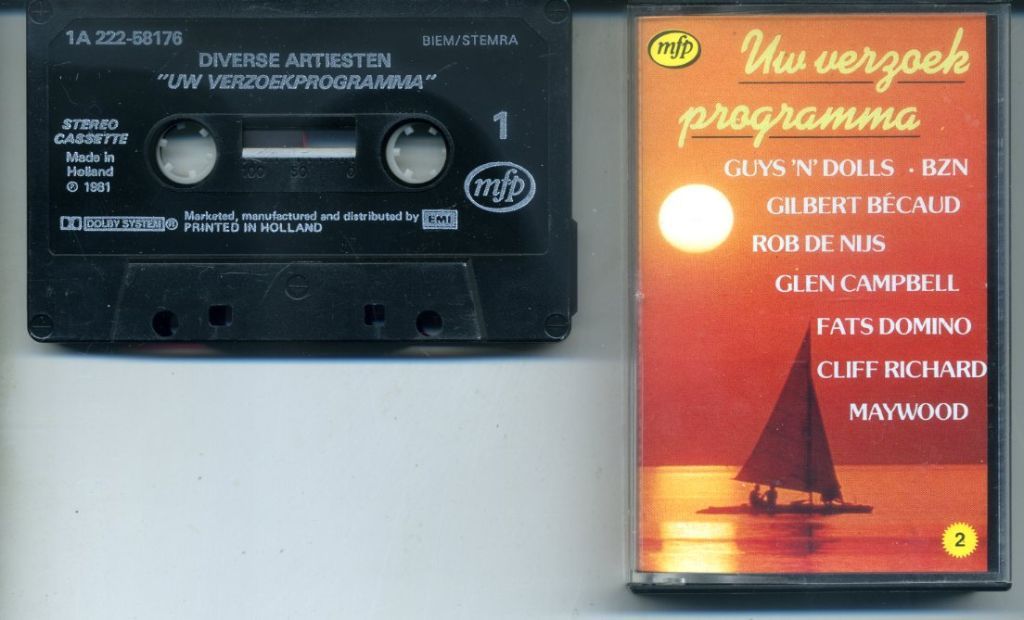 1A 222-58176
BIEM/STEMRA
DIVERSE ARTIESTEN
"UW VERZOEKPROGRAMMA"
STEREO
CASSETTE
Made in
Holland
℗ 1981
1
100 50 0
mfp
DOLBY SYSTEM®
Marketed, manufactured and distributed by EMI
PRINTED IN HOLLAND
mfp
Uw verzoek
programma
GUYS 'N' DOLLS · BZN
GILBERT BÉCAUD
ROB DE NIJS
GLEN CAMPBELL
FATS DOMINO
CLIFF RICHARD
MAYWOOD
2